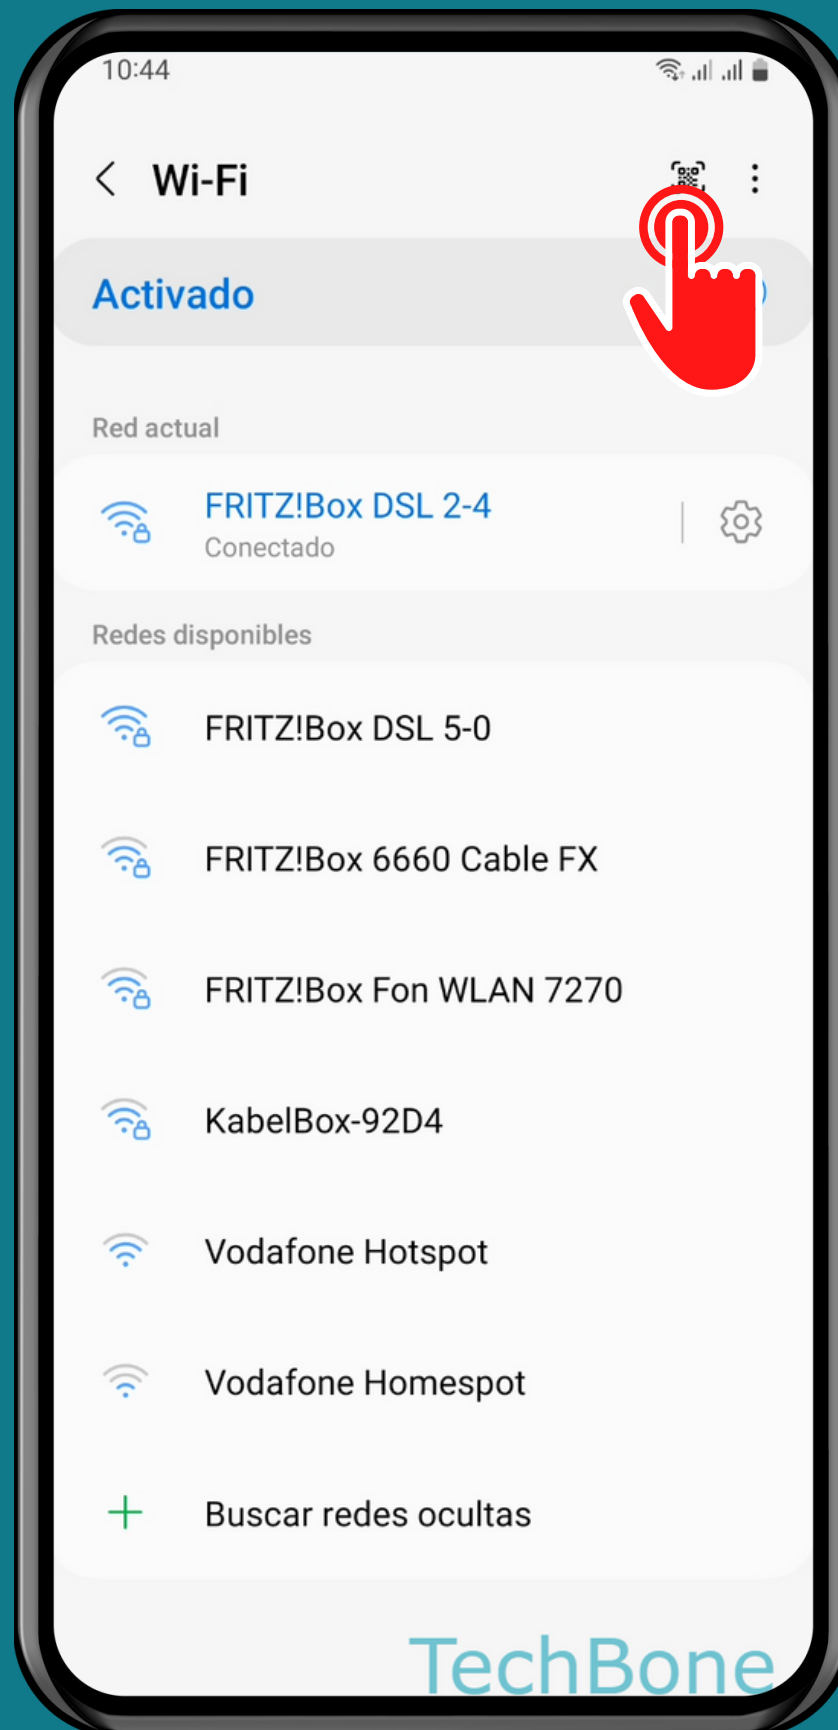 10:44
Wi-Fi
Activado
Red actual
FRITZ!Box DSL 2-4
Conectado
Redes disponibles
FRITZ!Box DSL 5-0
FRITZ!Box 6660 Cable FX
FRITZ!Box Fon WLAN 7270
KabelBox-92D4
Vodafone Hotspot
Vodafone Homespot
Buscar redes ocultas
TechBone